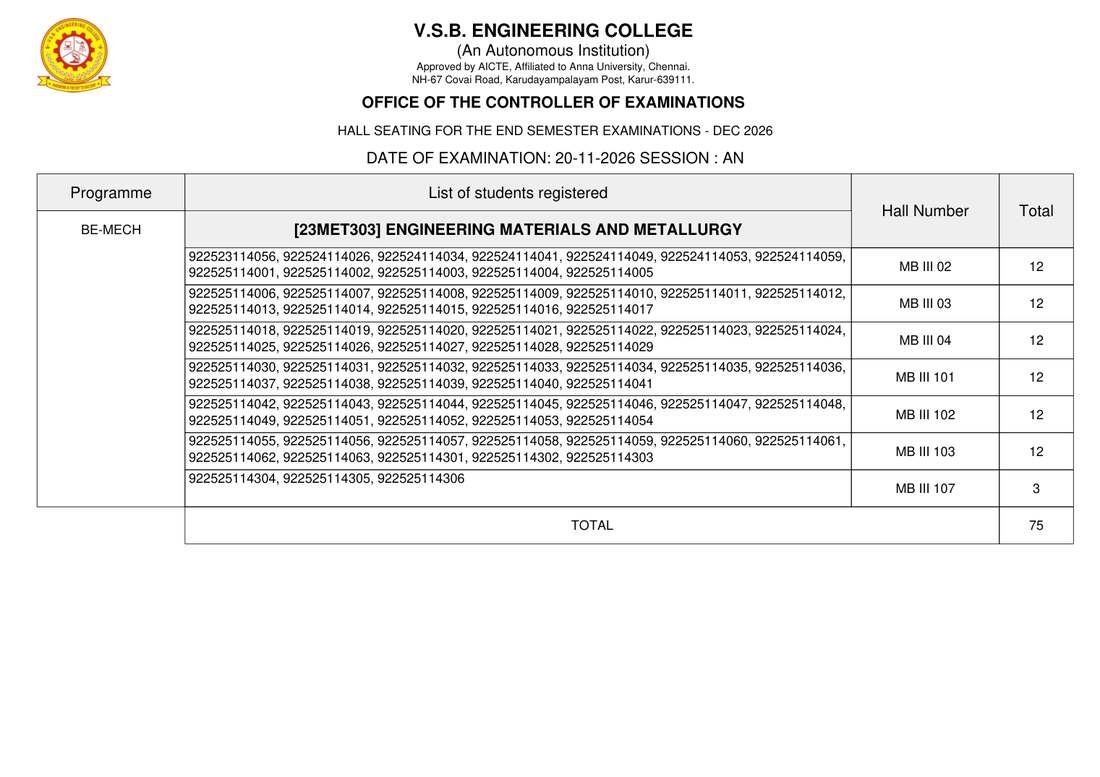 V.S.B. ENGINEERING COLLEGE
(An Autonomous Institution)
Approved by AICTE, Affiliated to Anna University, Chennai.
NH-67 Covai Road, Karudayampalayam Post, Karur-639111.
OFFICE OF THE CONTROLLER OF EXAMINATIONS
HALL SEATING FOR THE END SEMESTER EXAMINATIONS - DEC 2026
DATE OF EXAMINATION: 20-11-2026 SESSION : AN
Programme List of students registered Hall Number Total
BE-MECH [23MET303] ENGINEERING MATERIALS AND METALLURGY
922523114056, 922524114026, 922524114034, 922524114041, 922524114049, 922524114053, 922524114059,
922525114001, 922525114002, 922525114003, 922525114004, 922525114005 MB III 02 12
922525114006, 922525114007, 922525114008, 922525114009, 922525114010, 922525114011, 922525114012,
922525114013, 922525114014, 922525114015, 922525114016, 922525114017 MB III 03 12
922525114018, 922525114019, 922525114020, 922525114021, 922525114022, 922525114023, 922525114024,
922525114025, 922525114026, 922525114027, 922525114028, 922525114029 MB III 04 12
922525114030, 922525114031, 922525114032, 922525114033, 922525114034, 922525114035, 922525114036,
922525114037, 922525114038, 922525114039, 922525114040, 922525114041 MB III 101 12
922525114042, 922525114043, 922525114044, 922525114045, 922525114046, 922525114047, 922525114048,
922525114049, 922525114051, 922525114052, 922525114053, 922525114054 MB III 102 12
922525114055, 922525114056, 922525114057, 922525114058, 922525114059, 922525114060, 922525114061,
922525114062, 922525114063, 922525114301, 922525114302, 922525114303 MB III 103 12
922525114304, 922525114305, 922525114306 MB III 107 3
TOTAL 75